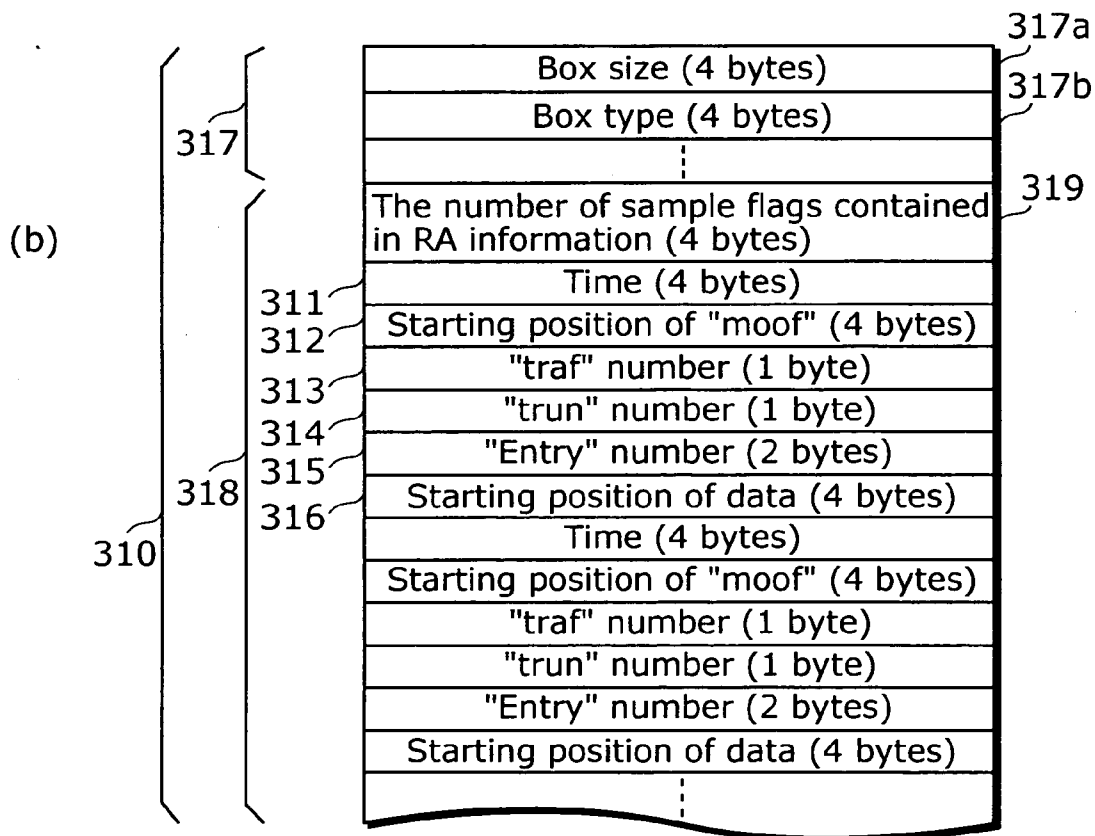 317a
Box size (4 bytes)
317b
Box type (4 bytes)
317
319
The number of sample flags contained
in RA information (4 bytes)
(b)
Time (4 bytes)
311
Starting position of "moof" (4 bytes)
312
"traf" number (1 byte)
313
"trun" number (1 byte)
314
"Entry" number (2 bytes)
315
318
Starting position of data (4 bytes)
316
Time (4 bytes)
310
Starting position of "moof" (4 bytes)
"traf" number (1 byte)
"trun" number (1 byte)
"Entry" number (2 bytes)
Starting position of data (4 bytes)